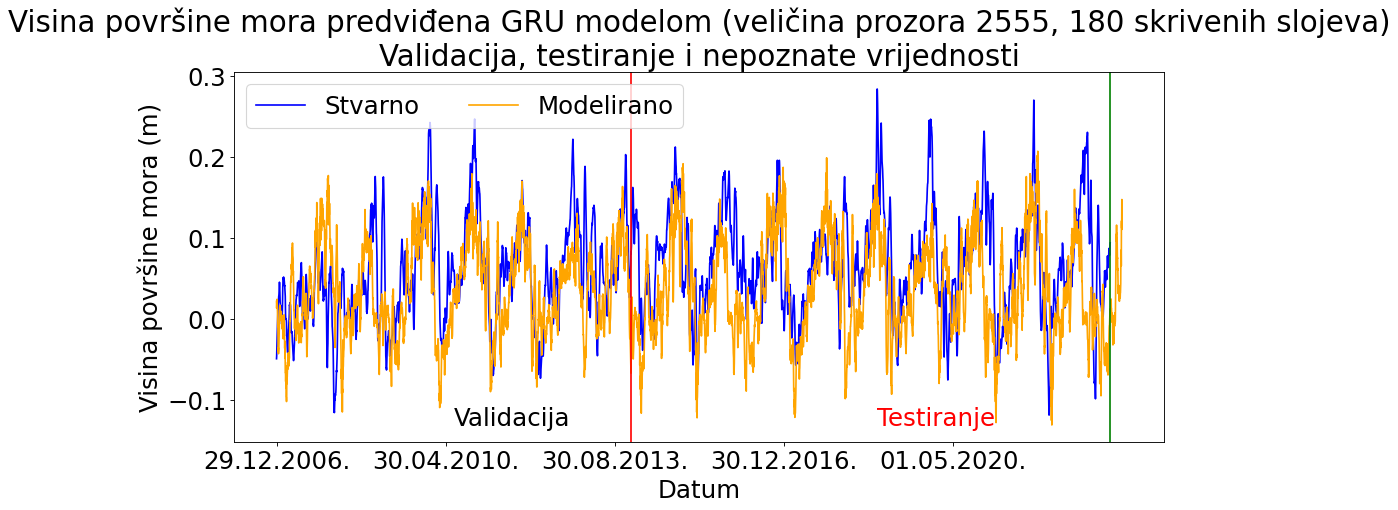 Visina površine mora predviđena GRU modelom (veličina prozora 2555, 180 skrivenih slojeva)
Validacija, testiranje i nepoznate vrijednosti
Stvarno
Modelirano
Visina površine mora (m)
0.3
0.2
0.1
0.0
−0.1
Validacija
Testiranje
29.12.2006.
30.04.2010.
30.08.2013.
30.12.2016.
01.05.2020.
Datum